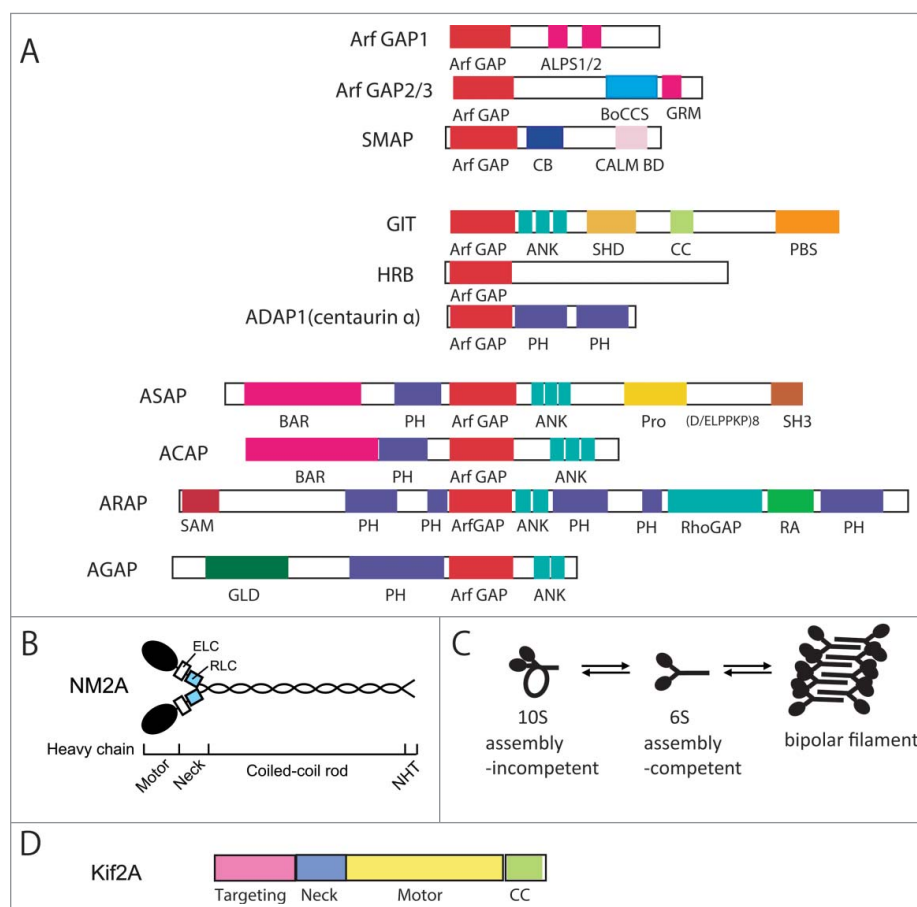 A
Arf GAP1
Arf GAP
ALPS1/2
Arf GAP2/3
Arf GAP
BoCCS
GRM
SMAP
Arf GAP
CB
CALM BD
GIT
Arf GAP
ANK
SHD
CC
PBS
HRB
Arf GAP
ADAP1(centaurin α)
Arf GAP
PH
PH
ASAP
BAR
PH
Arf GAP
ANK
Pro
(D/ELPPKP)8
SH3
ACAP
BAR
PH
Arf GAP
ANK
ARAP
SAM
PH
PH
ArfGAP
ANK
PH
PH
RhoGAP
RA
PH
AGAP
GLD
PH
Arf GAP
ANK
B
ELC
RLC
NM2A
Heavy chain
Motor
Neck
Coiled-coil rod
NHT
C
10S
assembly
-incompetent
6S
assembly
-competent
bipolar filament
D
Kif2A
Targeting
Neck
Motor
CC